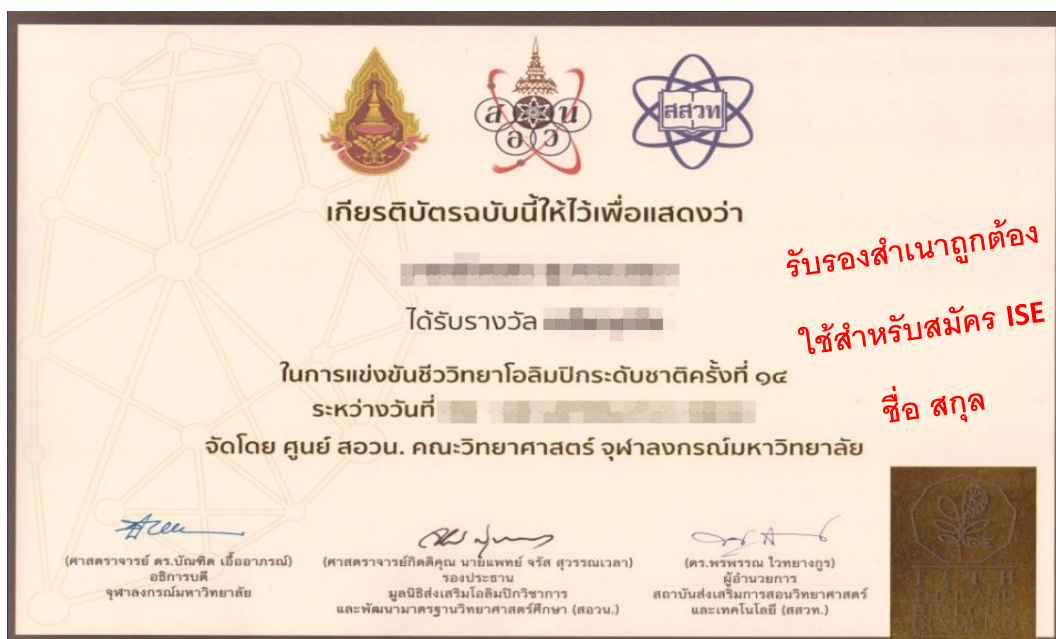 ส อ ว น
สสวท
เกียรติบัตรฉบับนี้ให้ไว้เพื่อแสดงว่า
ได้รับรางวัล
ในการแข่งขันชีววิทยาโอลิมปิกระดับชาติครั้งที่ ๑๔
ระหว่างวันที่
จัดโดย ศูนย์ สอวน. คณะวิทยาศาสตร์ จุฬาลงกรณ์มหาวิทยาลัย
รับรองสำเนาถูกต้อง
ใช้สำหรับสมัคร ISE
ชื่อ สกุล
(ศาสตราจารย์ ดร.บัณฑิต เอื้ออาภรณ์)
อธิการบดี
จุฬาลงกรณ์มหาวิทยาลัย
(ศาสตราจารย์กิตติคุณ นายแพทย์ จรัส สุวรรณเวลา)
รองประธาน
มูลนิธิส่งเสริมโอลิมปิกวิชาการ
และพัฒนามาตรฐานวิทยาศาสตร์ศึกษา (สอวน.)
(ดร.พรพรรณ ไวทยางกูร)
ผู้อำนวยการ
สถาบันส่งเสริมการสอนวิทยาศาสตร์
และเทคโนโลยี (สสวท.)
14TH
THAILAND
BIOLOGY
OLYMPIAD